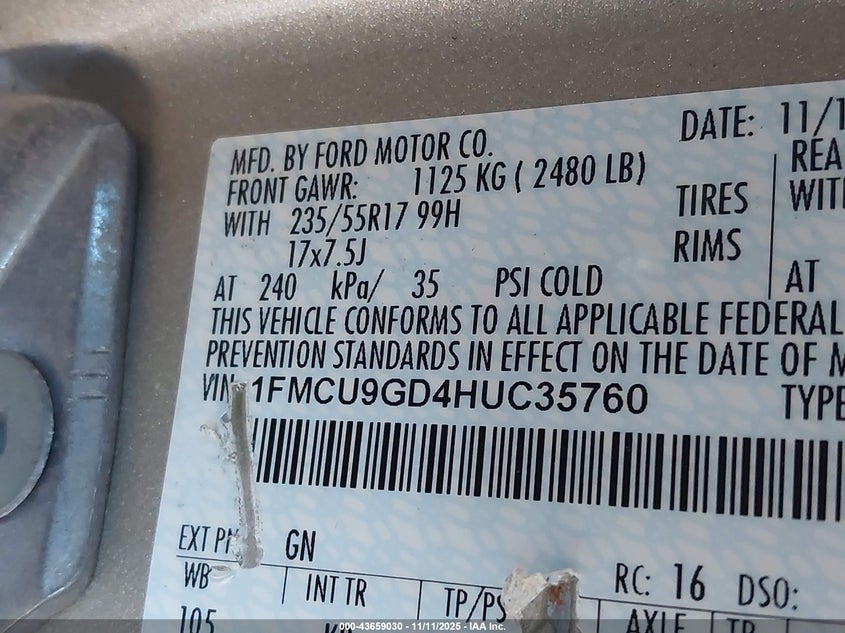 DATE: 11/1
MFD. BY FORD MOTOR CO.
FRONT GAWR: 1125 KG ( 2480 LB) REA
WITH 235/55R17 99H TIRES WITH
17x7.5J RIMS
AT 240 kPa/ 35 PSI COLD AT
THIS VEHICLE CONFORMS TO ALL APPLICABLE FEDERAL
PREVENTION STANDARDS IN EFFECT ON THE DATE OF M
VIN: 1FMCU9GD4HUC35760 TYPE
EXT PN GN RC: 16 DSO:
WB INT TR TP/PS AXLE TR
105
000-43659030 - 11/11/2025 - IAA Inc.